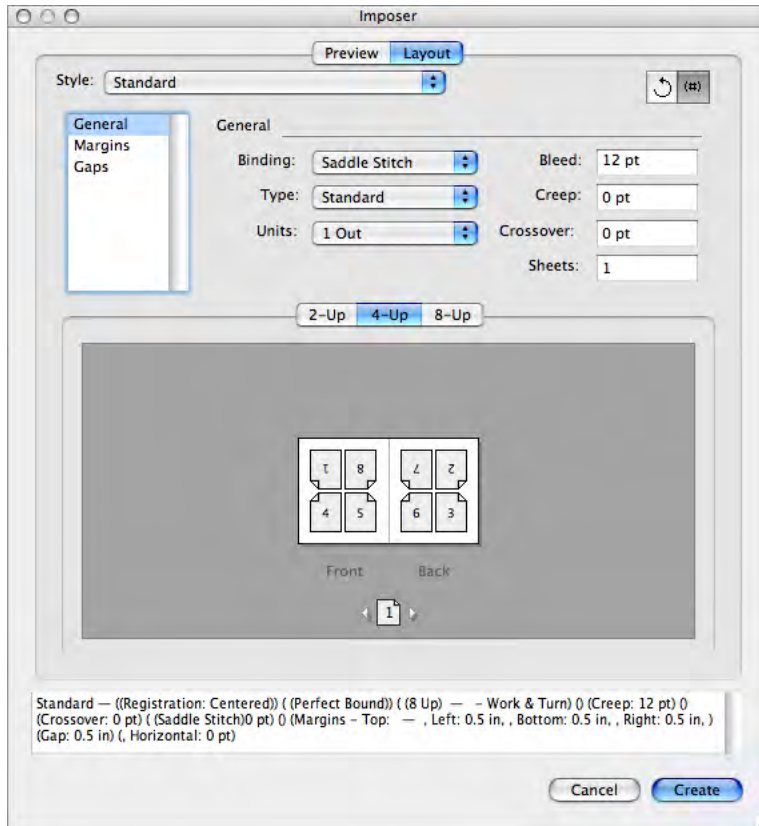 Imposer
Preview Layout
Style: Standard (#)
General General
Margins
Gaps
Binding: Saddle Stitch Bleed: 12 pt
Type: Standard Creep: 0 pt
Units: 1 Out Crossover: 0 pt
Sheets: 1
2-Up 4-Up 8-Up
1 8 7 2
4 5 6 3
Front Back
1
Standard — ((Registration: Centered)) ( (Perfect Bound)) ( (8 Up) — - Work & Turn) () (Creep: 12 pt) ()
(Crossover: 0 pt) ( (Saddle Stitch)0 pt) () (Margins - Top: — , Left: 0.5 in, , Bottom: 0.5 in, , Right: 0.5 in, )
(Gap: 0.5 in) (, Horizontal: 0 pt)
Cancel Create